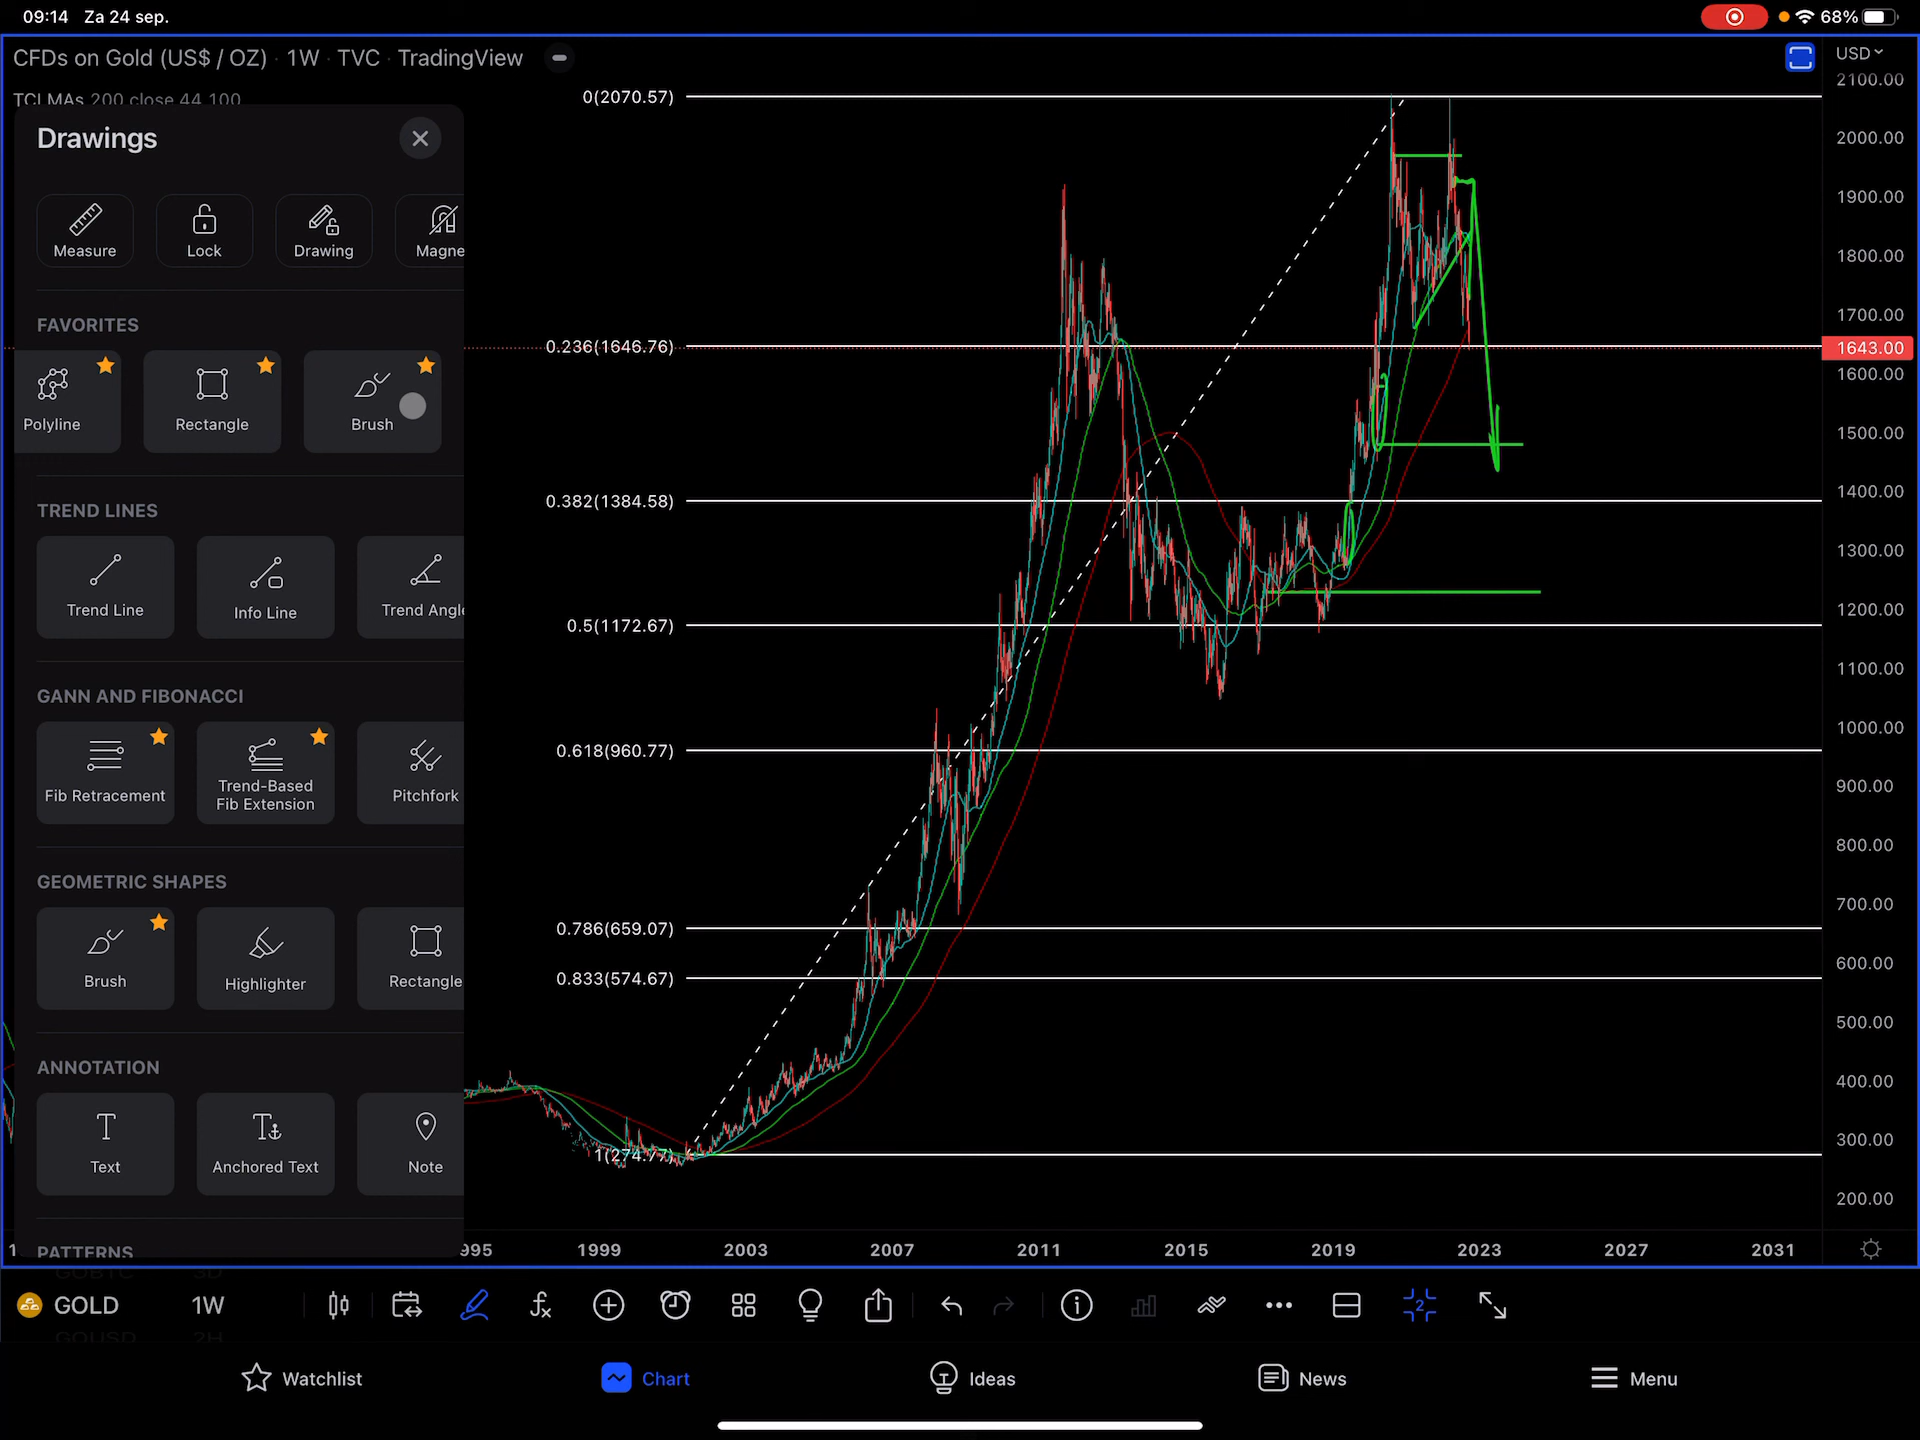 09:14 Za 24 sep.
68%
CFDs on Gold (US$ / OZ) · 1W · TVC · TradingView
USD
TCLMAs 200 close 44 100
Drawings
Measure
Lock
Drawing
Magne
FAVORITES
Polyline
Rectangle
Brush
TREND LINES
Trend Line
Info Line
Trend Angle
GANN AND FIBONACCI
Fib Retracement
Trend-Based
Fib Extension
Pitchfork
GEOMETRIC SHAPES
Brush
Highlighter
Rectangle
ANNOTATION
Text
Anchored Text
Note
PATTERNS
0(2070.57)
0.236(1646.76)
0.382(1384.58)
0.5(1172.67)
0.618(960.77)
0.786(659.07)
0.833(574.67)
1(274.77)
2100.00
2000.00
1900.00
1800.00
1700.00
1643.00
1600.00
1500.00
1400.00
1300.00
1200.00
1100.00
1000.00
900.00
800.00
700.00
600.00
500.00
400.00
300.00
200.00
995
1999
2003
2007
2011
2015
2019
2023
2027
2031
GOLD
1W
2
Watchlist
Chart
Ideas
News
Menu